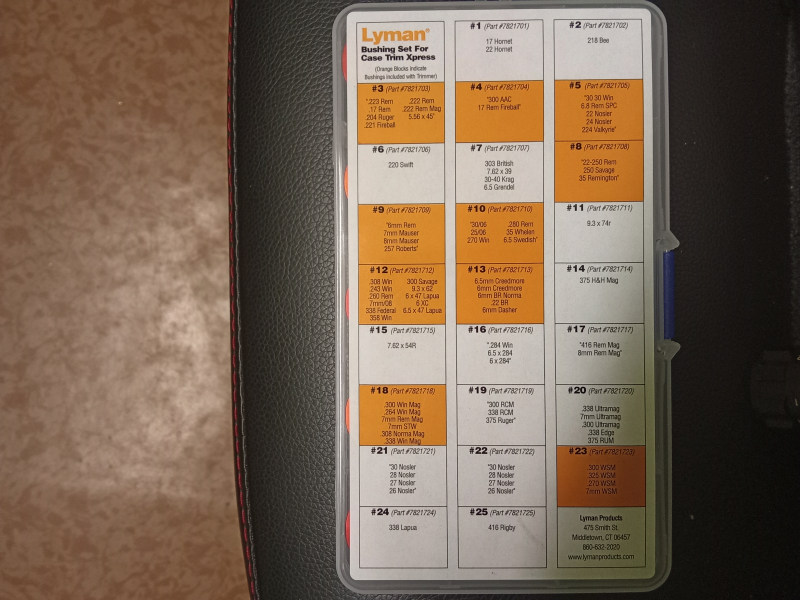 Lyman®
Bushing Set For
Case Trim Xpress
(Orange Blocks Indicate
Bushings Included with Trimmer)
#1 (Part #7821701)
17 Hornet
22 Hornet
#2 (Part #7821702)
218 Bee
#3 (Part #7821703)
".223 Rem .222 Rem
.17 Rem .222 Rem Mag
.204 Ruger 5.56 x 45"
.221 Fireball
#4 (Part #7821704)
"300 AAC
17 Rem Fireball"
#5 (Part #7821705)
"30-30 Win
6.8 Rem SPC
22 Nosler
24 Nosler
224 Valkyrie"
#6 (Part #7821706)
220 Swift
#7 (Part #7821707)
303 British
7.62 x 39
30-40 Krag
6.5 Grendel
#8 (Part #7821708)
"22-250 Rem
250 Savage
35 Remington"
#9 (Part #7821709)
"6mm Rem
7mm Mauser
8mm Mauser
257 Roberts"
#10 (Part #7821710)
"30/06 .280 Rem
25/06 35 Whelen
270 Win 6.5 Swedish"
#11 (Part #7821711)
9.3 x 74r
#12 (Part #7821712)
.308 Win 300 Savage
.243 Win 9.3 x 62
.260 Rem 6 x 47 Lapua
7mm/08 6 XC
338 Federal 6.5 x 47 Lapua
358 Win
#13 (Part #7821713)
6.5mm Creedmore
6mm Creedmore
6mm BR Norma
.22 BR
6mm Dasher
#14 (Part #7821714)
375 H&H Mag
#15 (Part #7821715)
7.62 x 54R
#16 (Part #7821716)
".284 Win
6.5 x 284
6 x 284"
#17 (Part #7821717)
"416 Rem Mag
8mm Rem Mag"
#18 (Part #7821718)
.300 Win Mag
.264 Win Mag
7mm Rem Mag
7mm STW
.308 Norma Mag
.338 Win Mag
#19 (Part #7821719)
"300 RCM
338 RCM
375 Ruger"
#20 (Part #7821720)
.338 Ultramag
7mm Ultramag
.300 Ultramag
.338 Edge
375 RUM
#21 (Part #7821721)
"30 Nosler
28 Nosler
27 Nosler
26 Nosler"
#22 (Part #7821722)
"30 Nosler
28 Nosler
27 Nosler
26 Nosler"
#23 (Part #7821723)
.300 WSM
.325 WSM
.270 WSM
7mm WSM
#24 (Part #7821724)
338 Lapua
#25 (Part #7821725)
416 Rigby
Lyman Products
475 Smith St.
Middletown, CT 06457
860-632-2020
www.lymanproducts.com